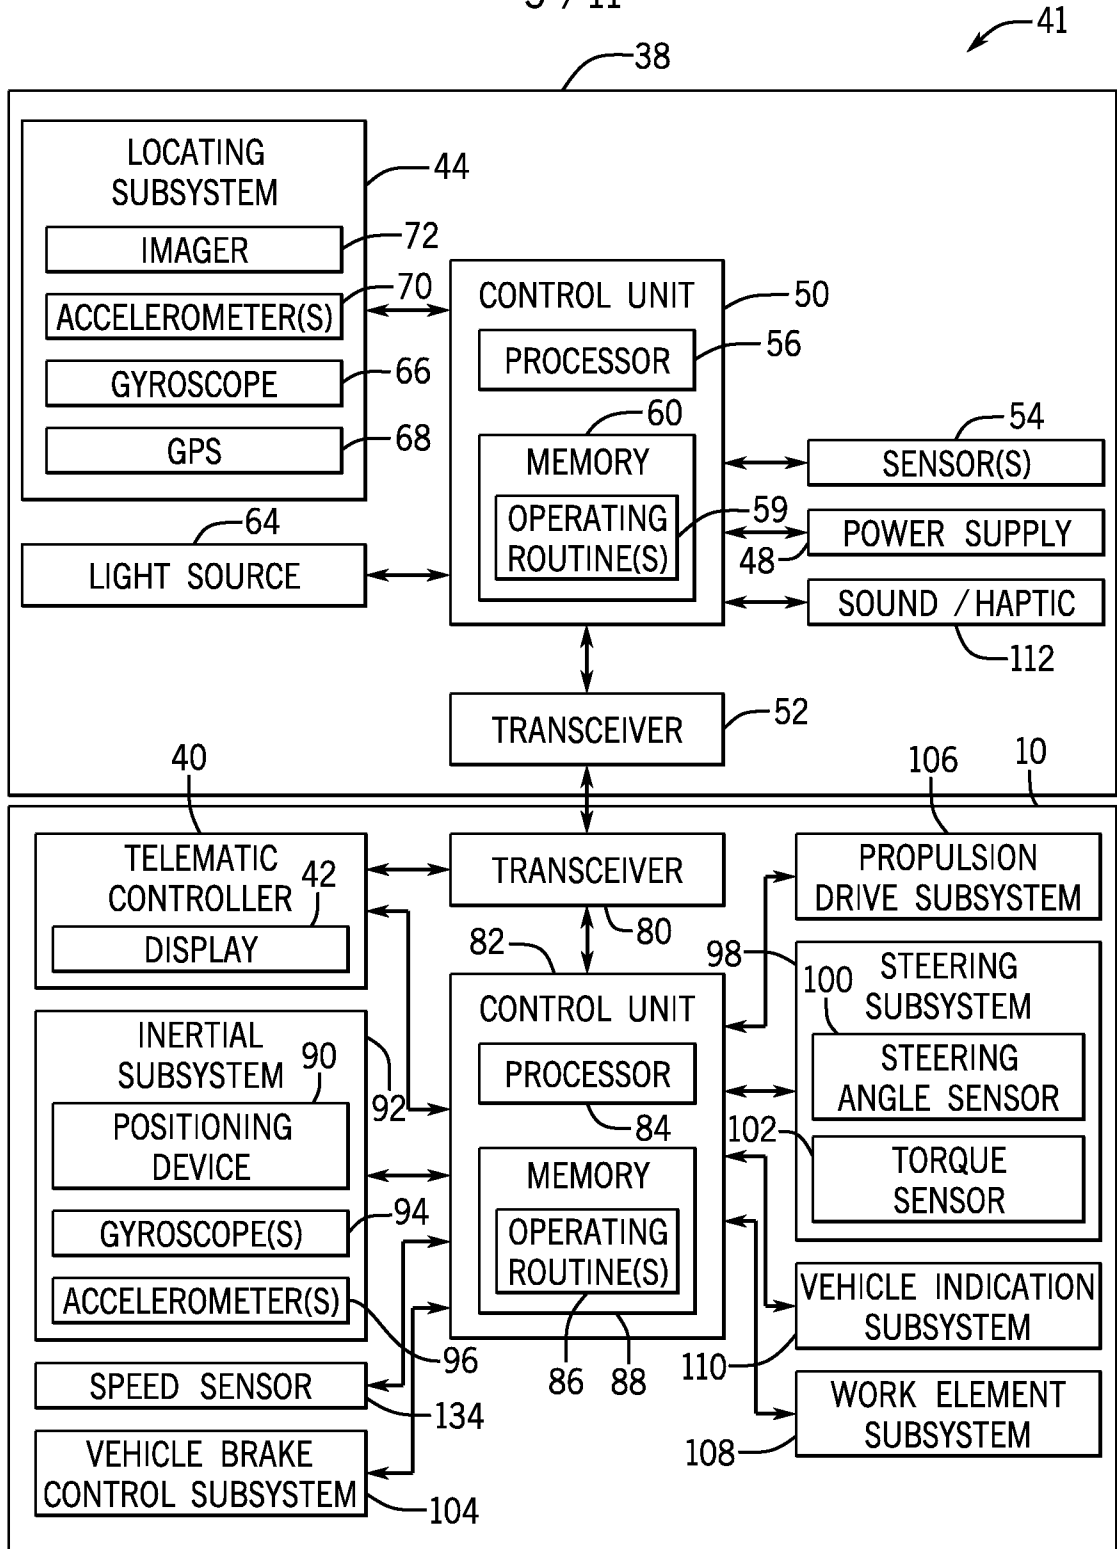 41
38
LOCATING
SUBSYSTEM
44
IMAGER
72
ACCELEROMETER(S)
70
GYROSCOPE
66
GPS
68
LIGHT SOURCE
64
CONTROL UNIT
50
PROCESSOR
56
60
MEMORY
OPERATING
ROUTINE(S)
59
54
SENSOR(S)
POWER SUPPLY
48
SOUND / HAPTIC
112
TRANSCEIVER
52
10
40
TELEMATIC
CONTROLLER
42
DISPLAY
TRANSCEIVER
80
106
PROPULSION
DRIVE SUBSYSTEM
82
CONTROL UNIT
PROCESSOR
84
MEMORY
OPERATING
ROUTINE(S)
86
88
98
STEERING
SUBSYSTEM
100
STEERING
ANGLE SENSOR
102
TORQUE
SENSOR
INERTIAL
SUBSYSTEM
92
90
POSITIONING
DEVICE
GYROSCOPE(S)
94
ACCELEROMETER(S)
96
SPEED SENSOR
134
VEHICLE BRAKE
CONTROL SUBSYSTEM
104
VEHICLE INDICATION
SUBSYSTEM
110
WORK ELEMENT
SUBSYSTEM
108